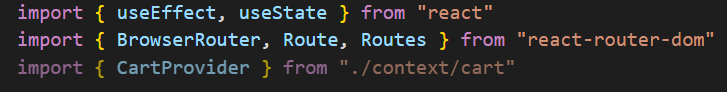 import { useEffect, useState } from "react"
import { BrowserRouter, Route, Routes } from "react-router-dom"
import { CartProvider } from "./context/cart"